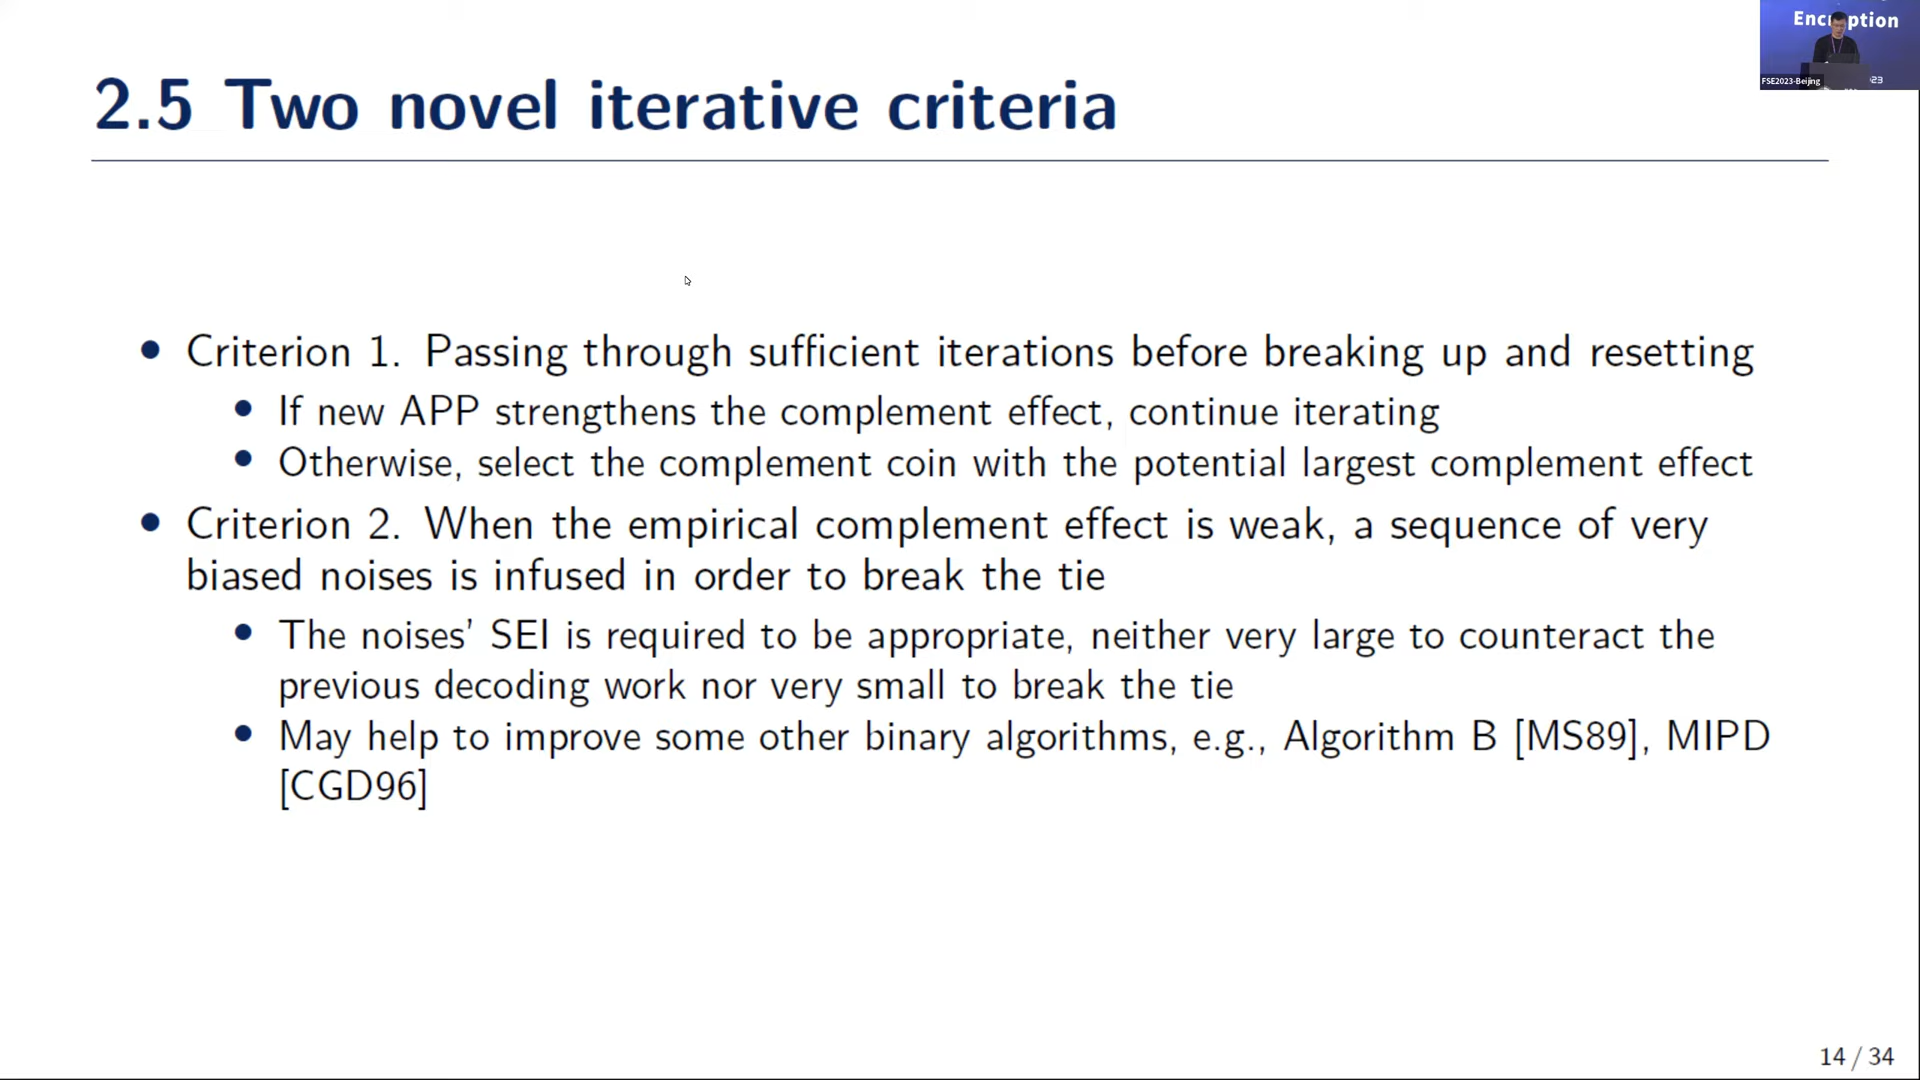 Encryption
FSE2023-Beijing
23
2.5 Two novel iterative criteria
Criterion 1. Passing through sufficient iterations before breaking up and resetting
If new APP strengthens the complement effect, continue iterating
Otherwise, select the complement coin with the potential largest complement effect
Criterion 2. When the empirical complement effect is weak, a sequence of very
biased noises is infused in order to break the tie
The noises' SEI is required to be appropriate, neither very large to counteract the
previous decoding work nor very small to break the tie
May help to improve some other binary algorithms, e.g., Algorithm B [MS89], MIPD
[CGD96]
14 / 34